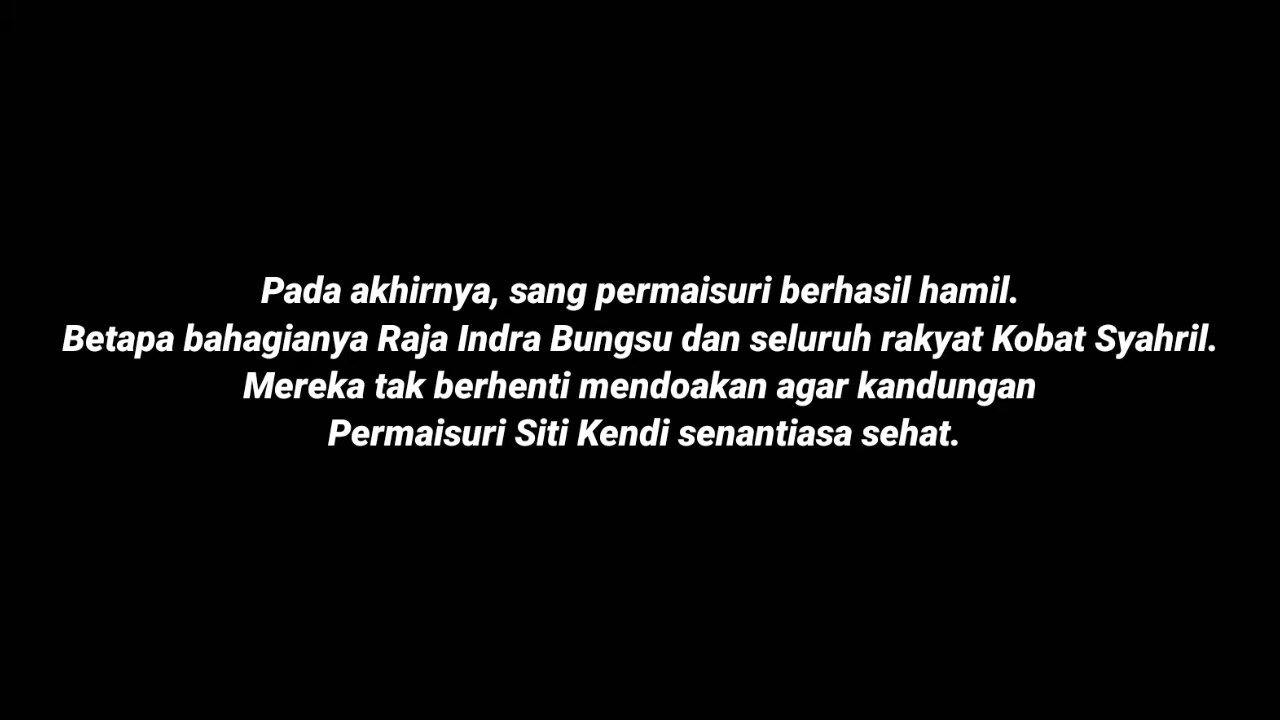 Pada akhirnya, sang permaisuri berhasil hamil.
Betapa bahagianya Raja Indra Bungsu dan seluruh rakyat Kobat Syahril.
Mereka tak berhenti mendoakan agar kandungan
Permaisuri Siti Kendi senantiasa sehat.